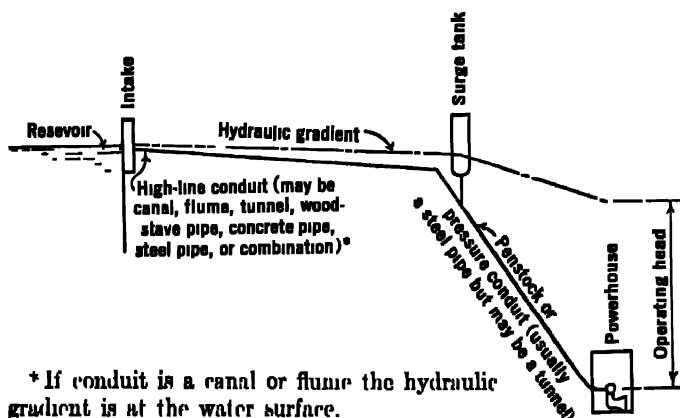 Intake
Surge tank
Reservoir
Hydraulic gradient
High-line conduit (may be
canal, flume, tunnel, wood-
stave pipe, concrete pipe,
steel pipe, or combination)*
Penstock or
pressure conduit (usually
a steel pipe but may be a tunnel)
Powerhouse
Operating head
*If conduit is a canal or flume the hydraulic
gradient is at the water surface.